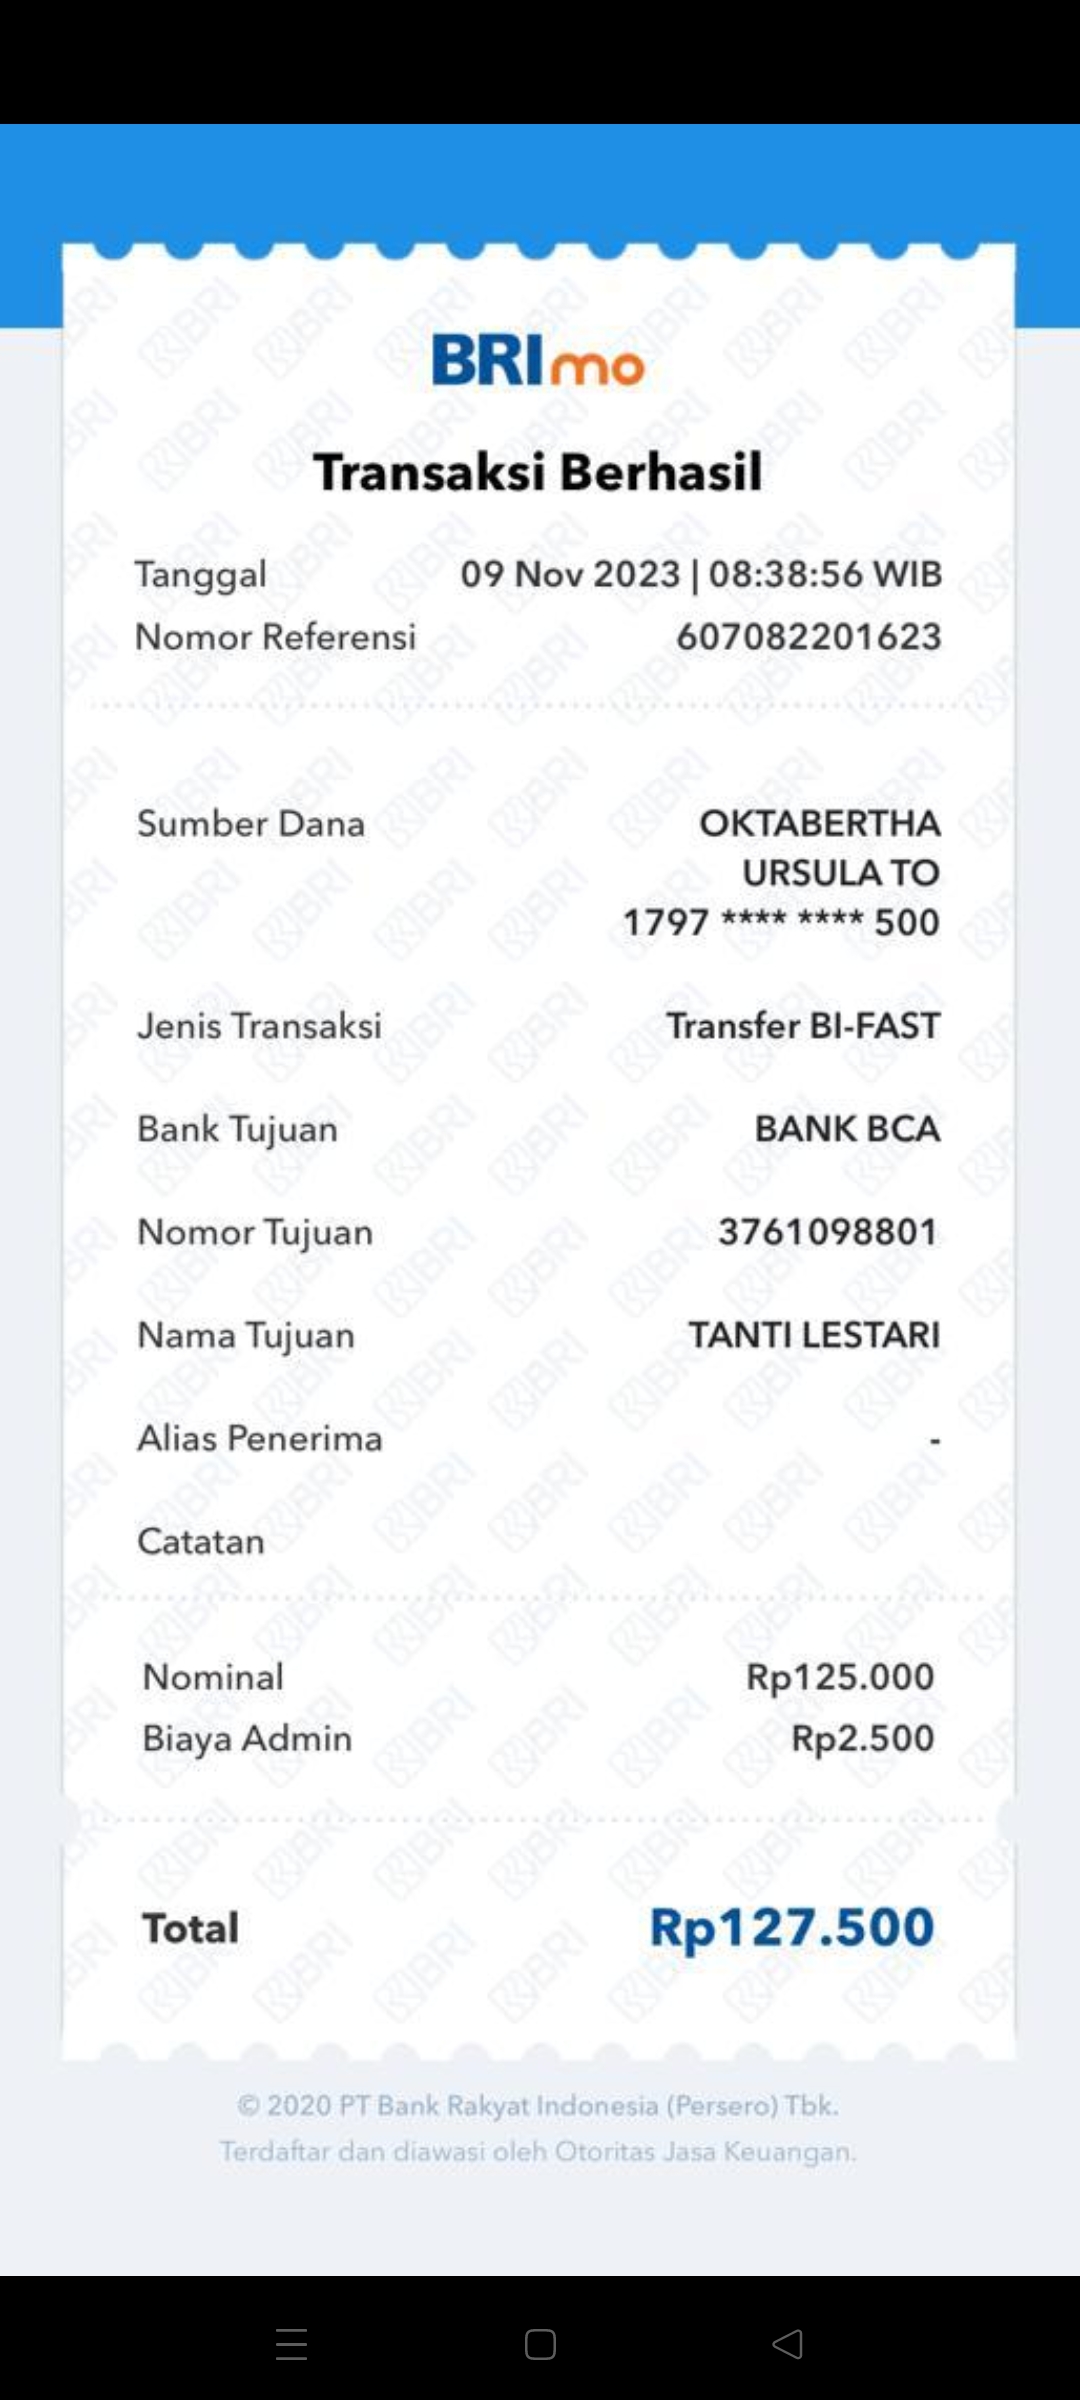 BRImo
Transaksi Berhasil
Tanggal 09 Nov 2023 | 08:38:56 WIB
Nomor Referensi 607082201623
Sumber Dana OKTABERTHA
URSULA TO
1797 **** **** 500
Jenis Transaksi Transfer BI-FAST
Bank Tujuan BANK BCA
Nomor Tujuan 3761098801
Nama Tujuan TANTI LESTARI
Alias Penerima -
Catatan
Nominal Rp125.000
Biaya Admin Rp2.500
Total Rp127.500
© 2020 PT Bank Rakyat Indonesia (Persero) Tbk.
Terdaftar dan diawasi oleh Otoritas Jasa Keuangan.